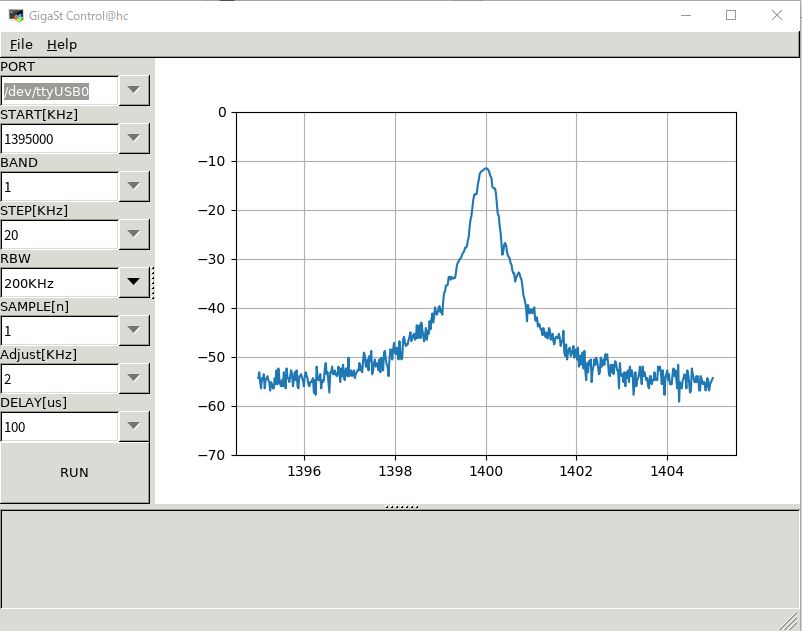 GigaSt Control@hc
File Help
PORT
/dev/ttyUSB0
START[KHz]
1395000
BAND
1
STEP[KHz]
20
RBW
200KHz
SAMPLE[n]
1
Adjust[KHz]
2
DELAY[us]
100
RUN
0
−10
−20
−30
−40
−50
−60
−70
1396 1398 1400 1402 1404